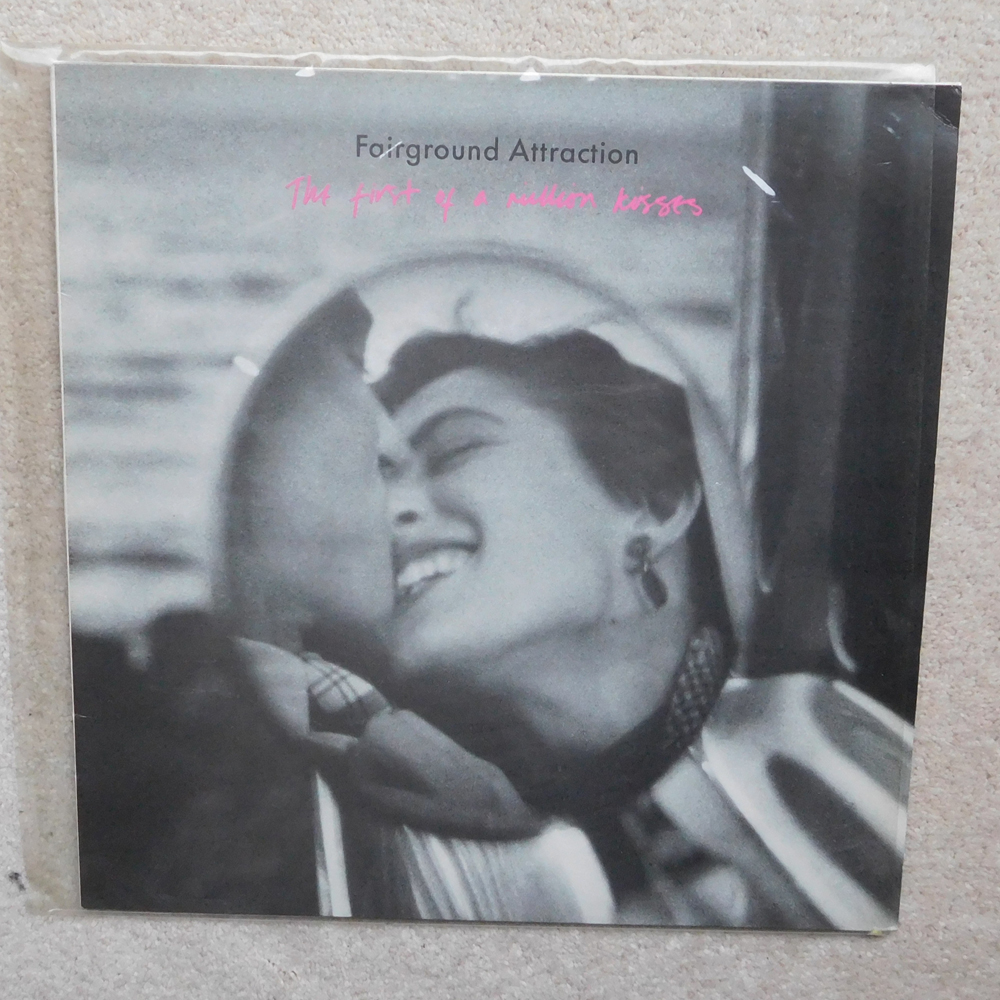 Fairground Attraction
The first of a million kisses